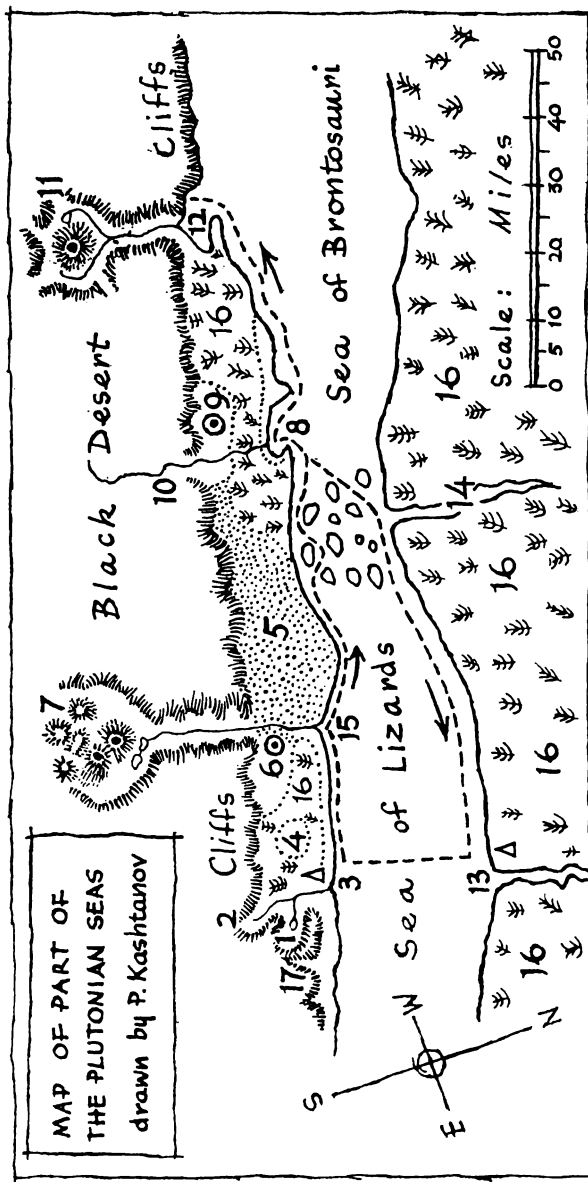 MAP OF PART OF
THE PLUTONIAN SEAS
drawn by P. Kashtanov
Black Desert
Cliffs
Cliffs
7
11
10
9
12
2
6
16
5
16
4
17
1
8
3
15
Sea of Lizards
Sea of Brontosauri
13
14
16
16
16
16
S
W
E
N
Scale: Miles
0 5 10 20 30 40 50